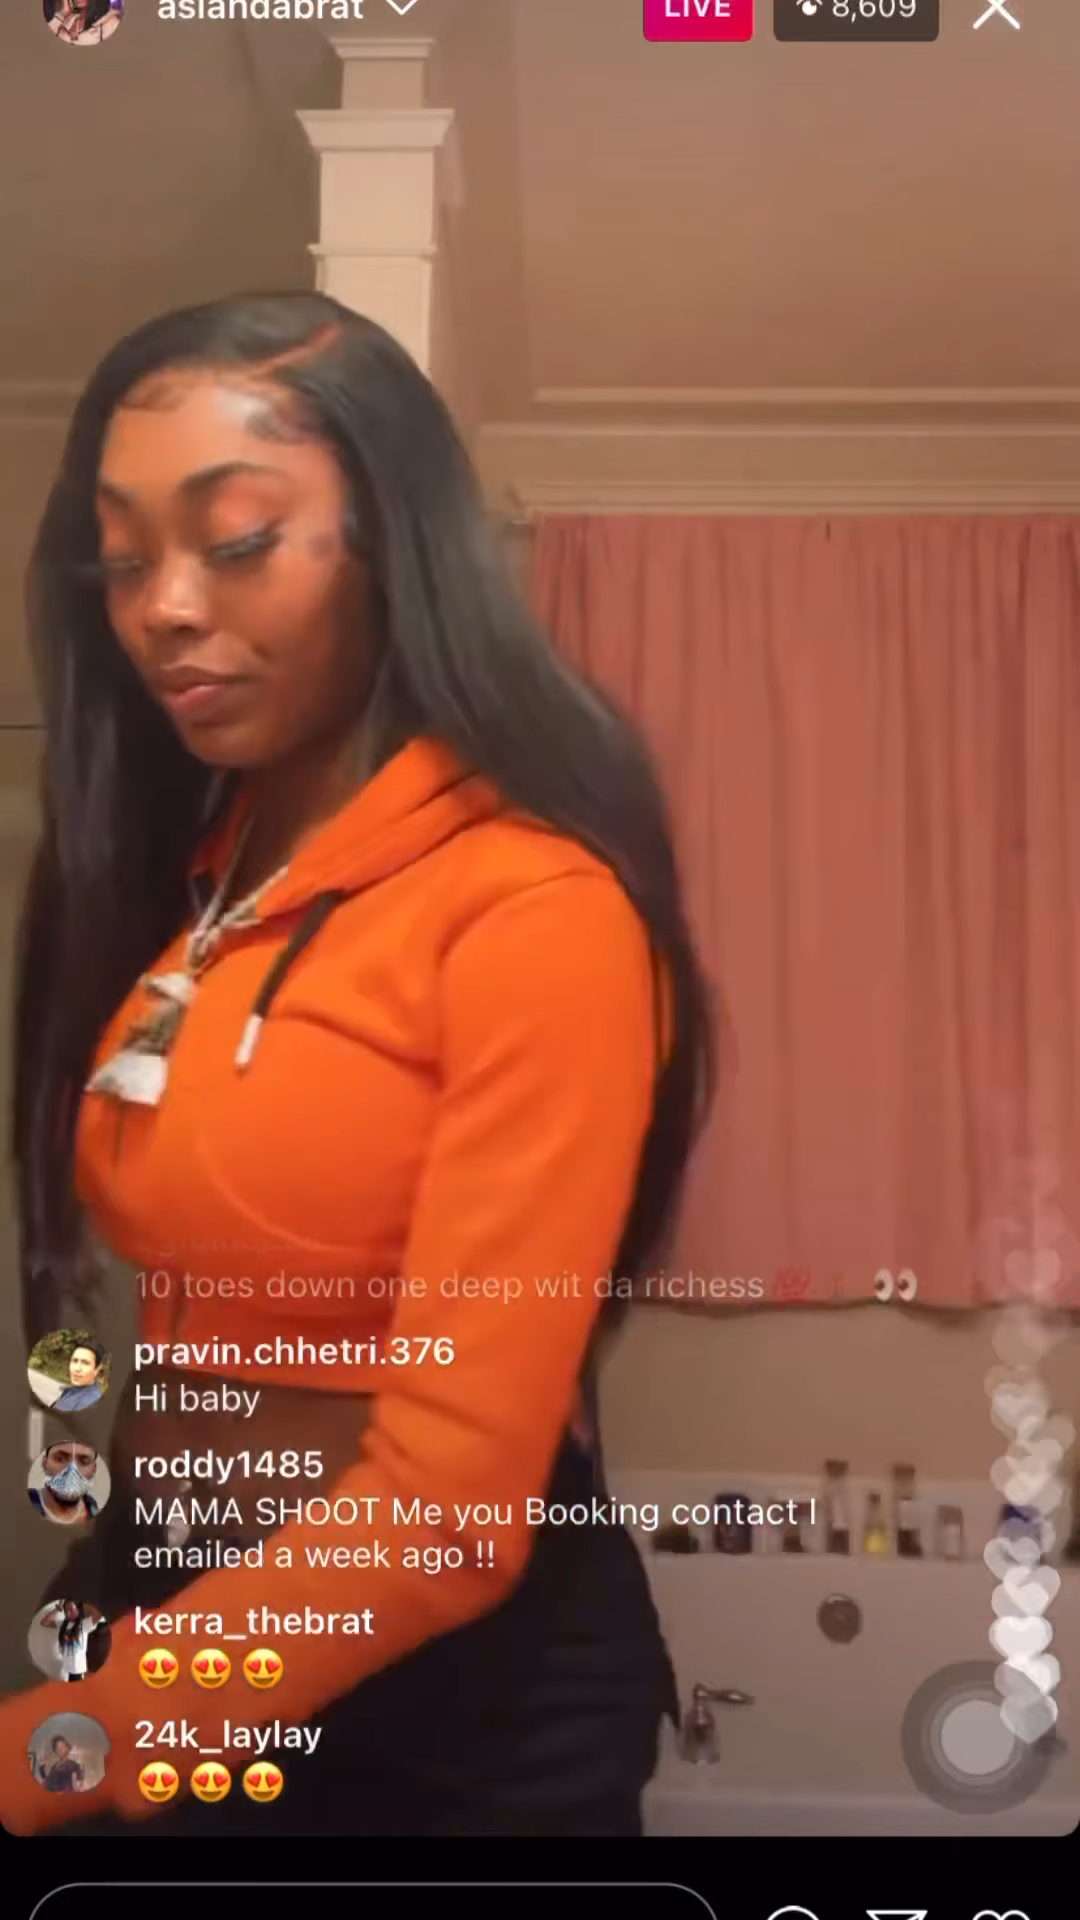 asiandabrat
LIVE
8,609
10 toes down one deep wit da richess💯 👀
pravin.chhetri.376
Hi baby
roddy1485
MAMA SHOOT Me you Booking contact I
emailed a week ago !!
kerra_thebrat
😍😍😍
24k_laylay
😍😍😍